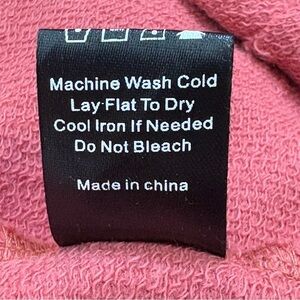 Machine Wash Cold
Lay Flat To Dry
Cool Iron If Needed
Do Not Bleach
Made in china